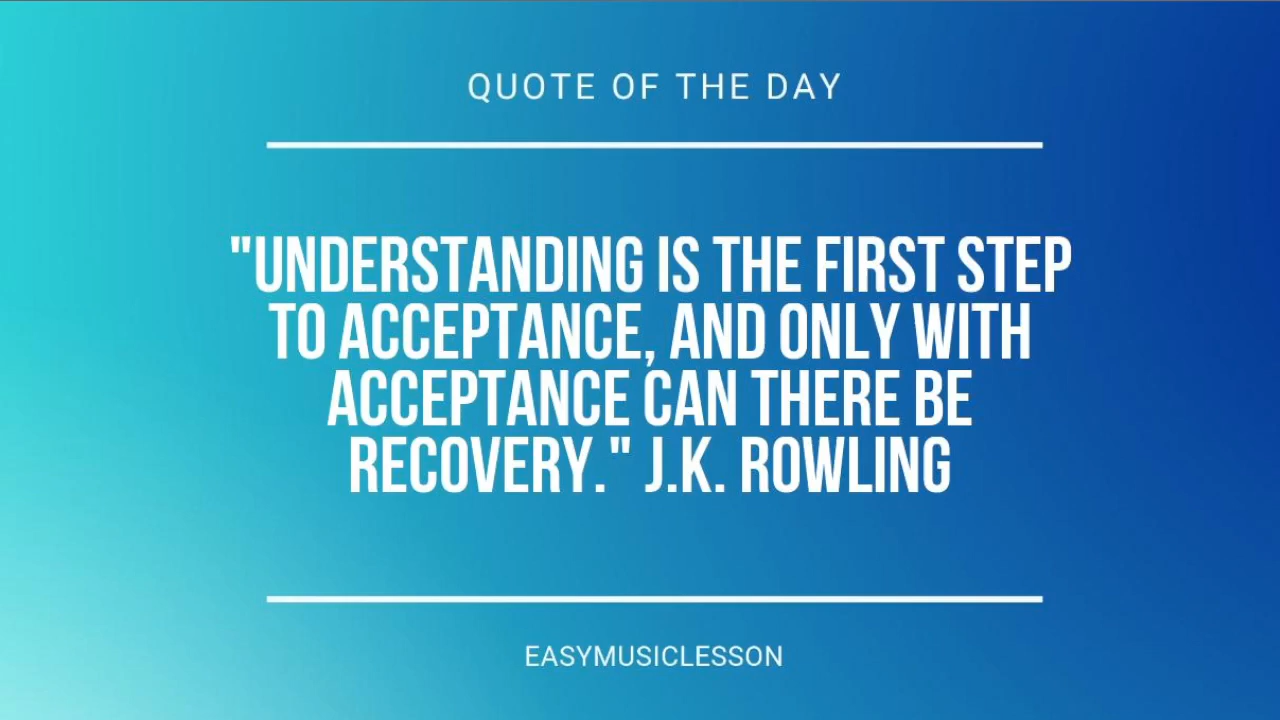 QUOTE OF THE DAY
"UNDERSTANDING IS THE FIRST STEP
TO ACCEPTANCE, AND ONLY WITH
ACCEPTANCE CAN THERE BE
RECOVERY." J.K. ROWLING
EASYMUSICLESSON